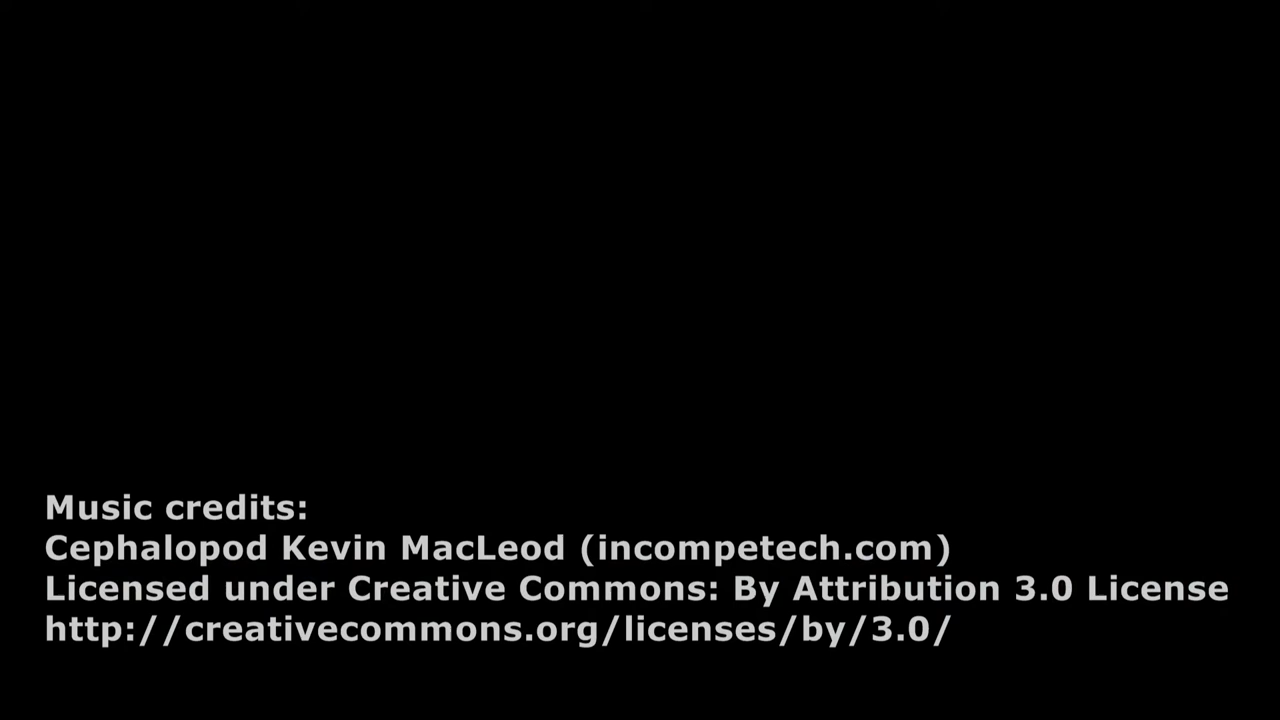 Music credits:
Cephalopod Kevin MacLeod (incompetech.com)
Licensed under Creative Commons: By Attribution 3.0 License
http://creativecommons.org/licenses/by/3.0/